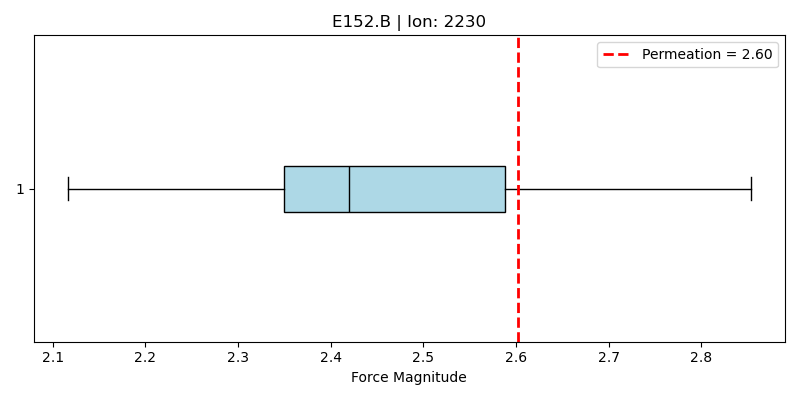 E152.B | Ion: 2230
Permeation = 2.60
1
2.1 2.2 2.3 2.4 2.5 2.6 2.7 2.8
Force Magnitude